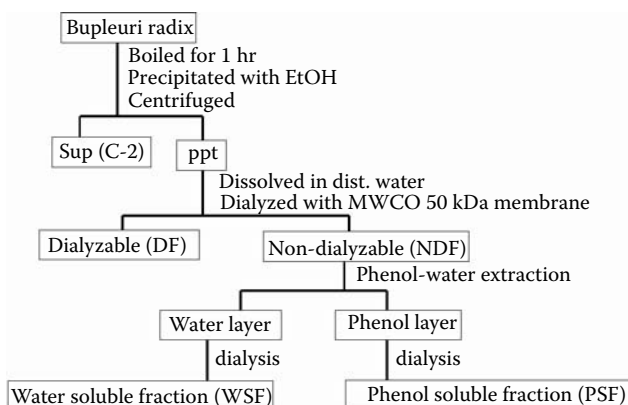 Bupleuri radix
Boiled for 1 hr
Precipitated with EtOH
Centrifuged
Sup (C-2)
ppt
Dissolved in dist. water
Dialyzed with MWCO 50 kDa membrane
Dialyzable (DF)
Non-dialyzable (NDF)
Phenol-water extraction
Water layer
Phenol layer
dialysis
dialysis
Water soluble fraction (WSF)
Phenol soluble fraction (PSF)